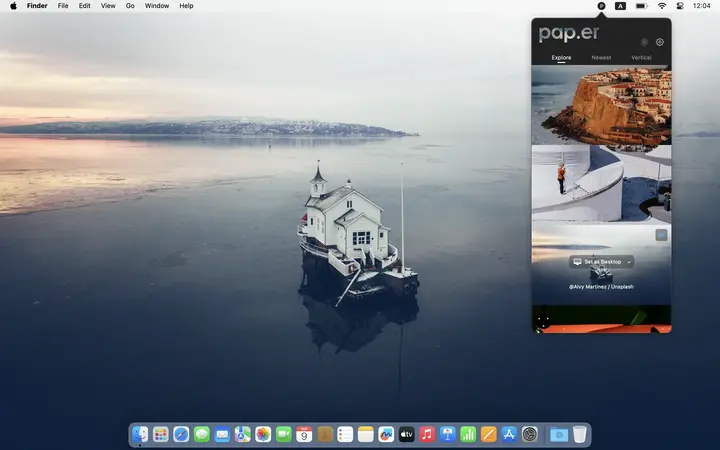 Finder File Edit View Go Window Help
P
A
12:04
pap.er
Explore Newest Vertical
Set as Desktop
@Alvy Martinez / Unsplash
9
tv